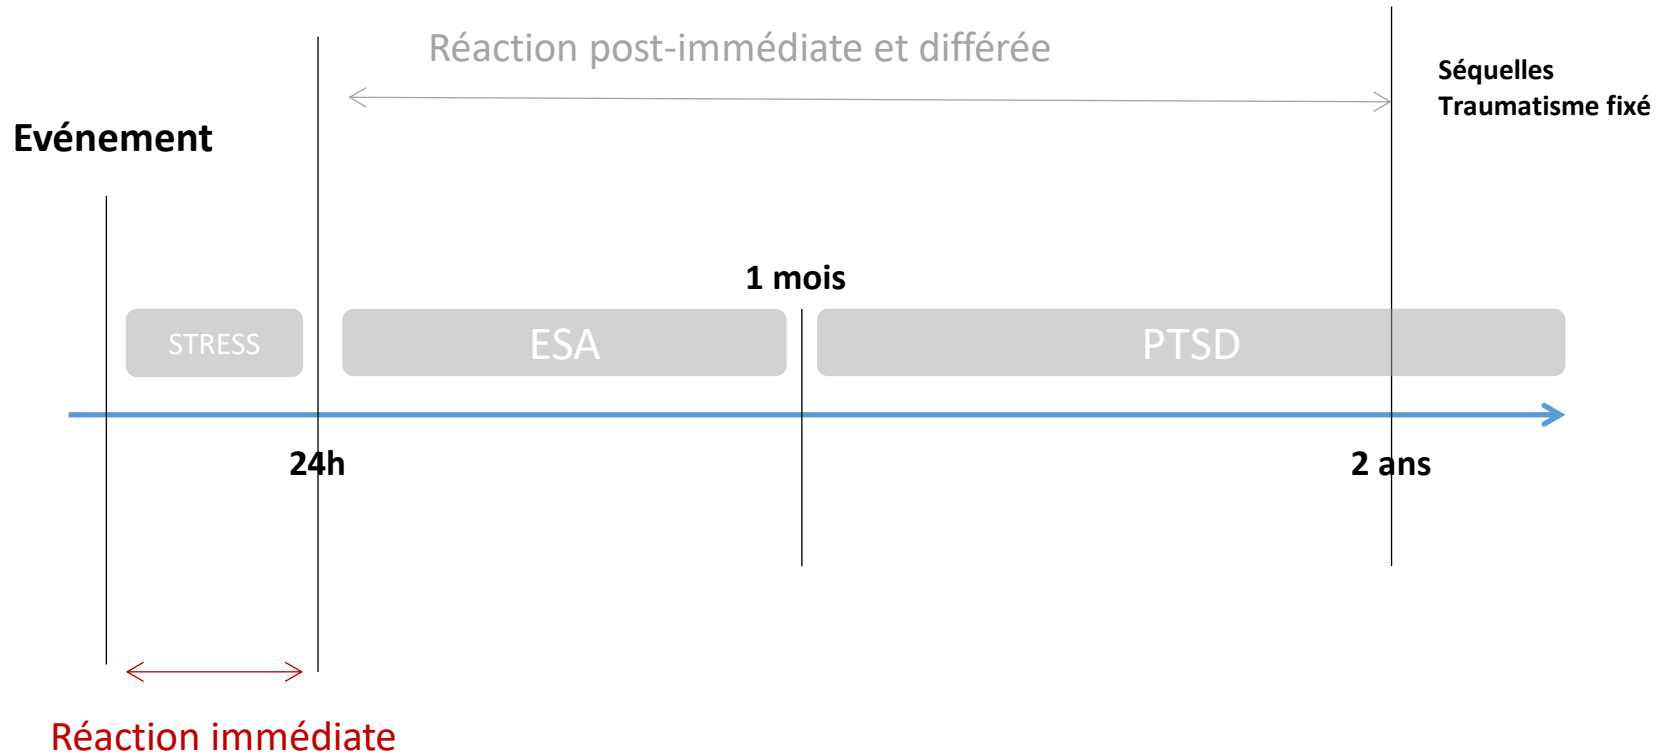 Réaction post-immédiate et différée
Séquelles
Traumatisme fixé
Evénement
1 mois
STRESS
ESA
PTSD
24h
2 ans
Réaction immédiate